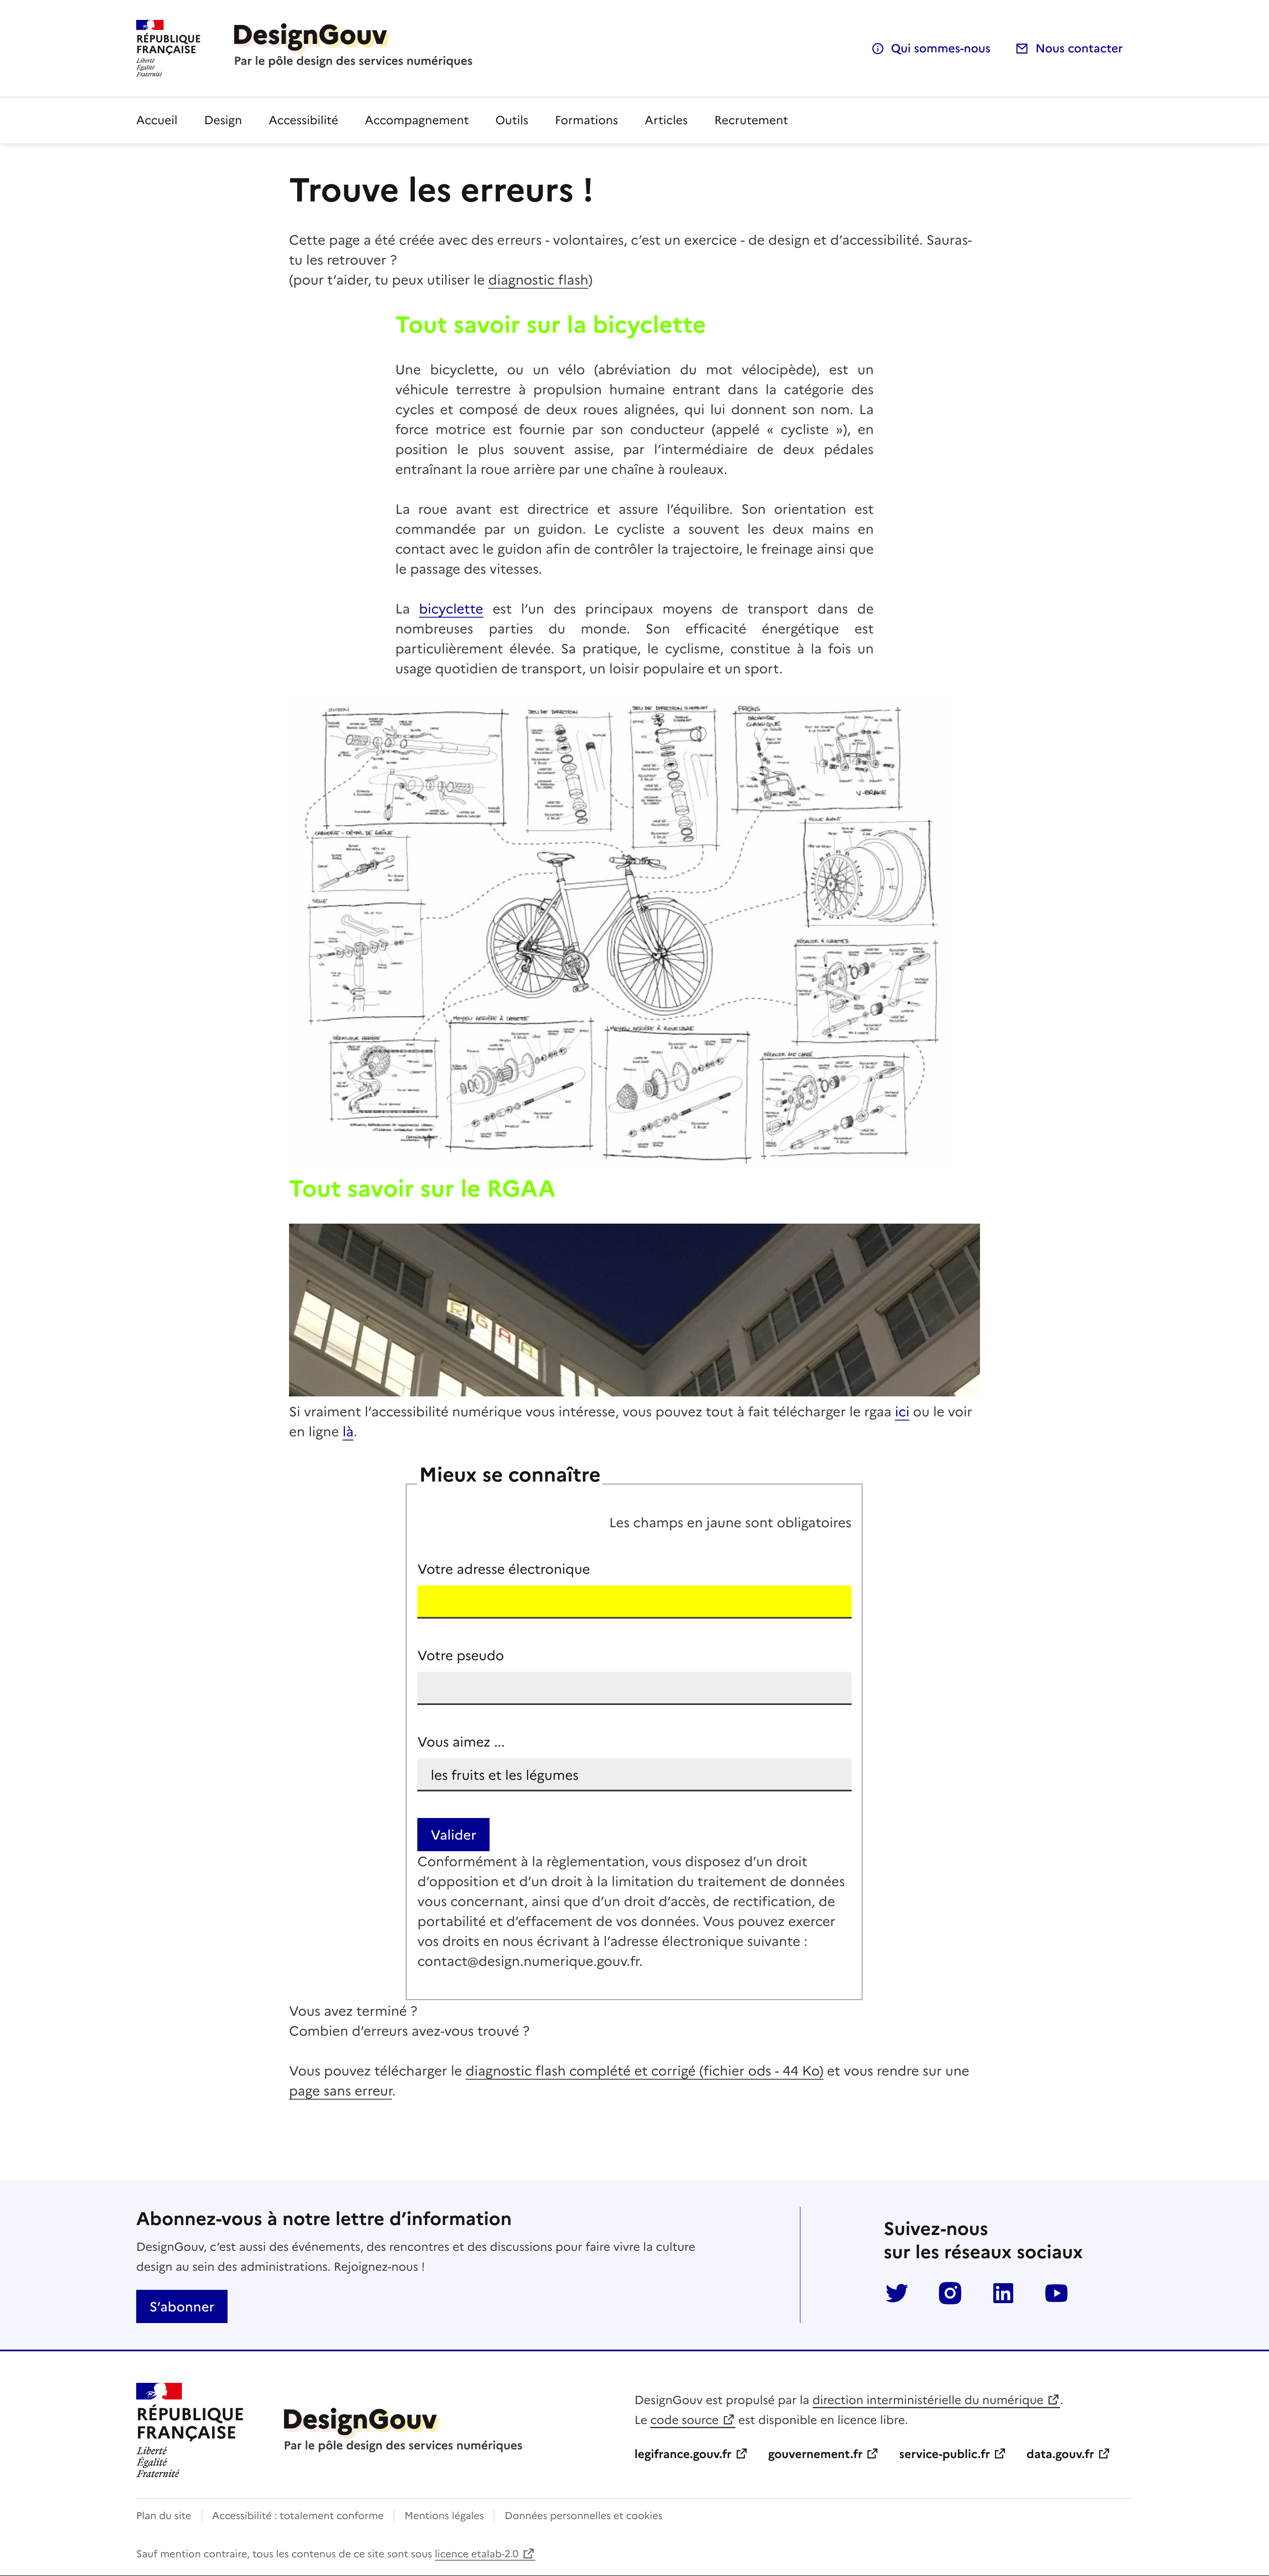 RÉPUBLIQUE
FRANÇAISE
Liberté
Égalité
Fraternité
DesignGouv
Par le pôle design des services numériques
Qui sommes-nous
Nous contacter
Accueil
Design
Accessibilité
Accompagnement
Outils
Formations
Articles
Recrutement
Trouve les erreurs !
Cette page a été créée avec des erreurs - volontaires, c’est un exercice - de design et d’accessibilité. Sauras-
tu les retrouver ?
(pour t’aider, tu peux utiliser le diagnostic flash)
Tout savoir sur la bicyclette
Une bicyclette, ou un vélo (abréviation du mot vélocipède), est un
véhicule terrestre à propulsion humaine entrant dans la catégorie des
cycles et composé de deux roues alignées, qui lui donnent son nom. La
force motrice est fournie par son conducteur (appelé « cycliste »), en
position le plus souvent assise, par l’intermédiaire de deux pédales
entraînant la roue arrière par une chaîne à rouleaux.
La roue avant est directrice et assure l’équilibre. Son orientation est
commandée par un guidon. Le cycliste a souvent les deux mains en
contact avec le guidon afin de contrôler la trajectoire, le freinage ainsi que
le passage des vitesses.
La bicyclette est l’un des principaux moyens de transport dans de
nombreuses parties du monde. Son efficacité énergétique est
particulièrement élevée. Sa pratique, le cyclisme, constitue à la fois un
usage quotidien de transport, un loisir populaire et un sport.
GUIDON
JEU DE DIRECTION
FREINS
V-BRAKE
ROUE AVANT
SELLE
Tout savoir sur le RGAA
RGAA
Si vraiment l’accessibilité numérique vous intéresse, vous pouvez tout à fait télécharger le rgaa ici ou le voir
en ligne là.
Mieux se connaître
Les champs en jaune sont obligatoires
Votre adresse électronique
Votre pseudo
Vous aimez ...
les fruits et les légumes
Valider
Conformément à la règlementation, vous disposez d’un droit
d’opposition et d’un droit à la limitation du traitement de données
vous concernant, ainsi que d’un droit d’accès, de rectification, de
portabilité et d’effacement de vos données. Vous pouvez exercer
vos droits en nous écrivant à l’adresse électronique suivante :
contact@design.numerique.gouv.fr.
Vous avez terminé ?
Combien d’erreurs avez-vous trouvé ?
Vous pouvez télécharger le diagnostic flash complété et corrigé (fichier ods - 44 Ko) et vous rendre sur une
page sans erreur.
Abonnez-vous à notre lettre d’information
DesignGouv, c’est aussi des événements, des rencontres et des discussions pour faire vivre la culture
design au sein des administrations. Rejoignez-nous !
S’abonner
Suivez-nous
sur les réseaux sociaux
RÉPUBLIQUE
FRANÇAISE
Liberté
Égalité
Fraternité
DesignGouv
Par le pôle design des services numériques
DesignGouv est propulsé par la direction interministérielle du numérique.
Le code source est disponible en licence libre.
legifrance.gouv.fr
gouvernement.fr
service-public.fr
data.gouv.fr
Plan du site
Accessibilité : totalement conforme
Mentions légales
Données personnelles et cookies
Sauf mention contraire, tous les contenus de ce site sont sous licence etalab-2.0